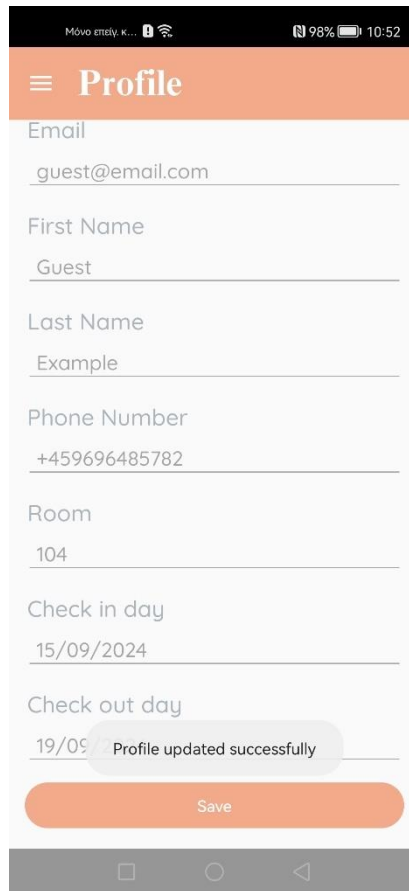 Μόνο επείγ. κ... 98% 10:52
Profile
Email
guest@email.com
First Name
Guest
Last Name
Example
Phone Number
+459696485782
Room
104
Check in day
15/09/2024
Check out day
19/09
Profile updated successfully
Save